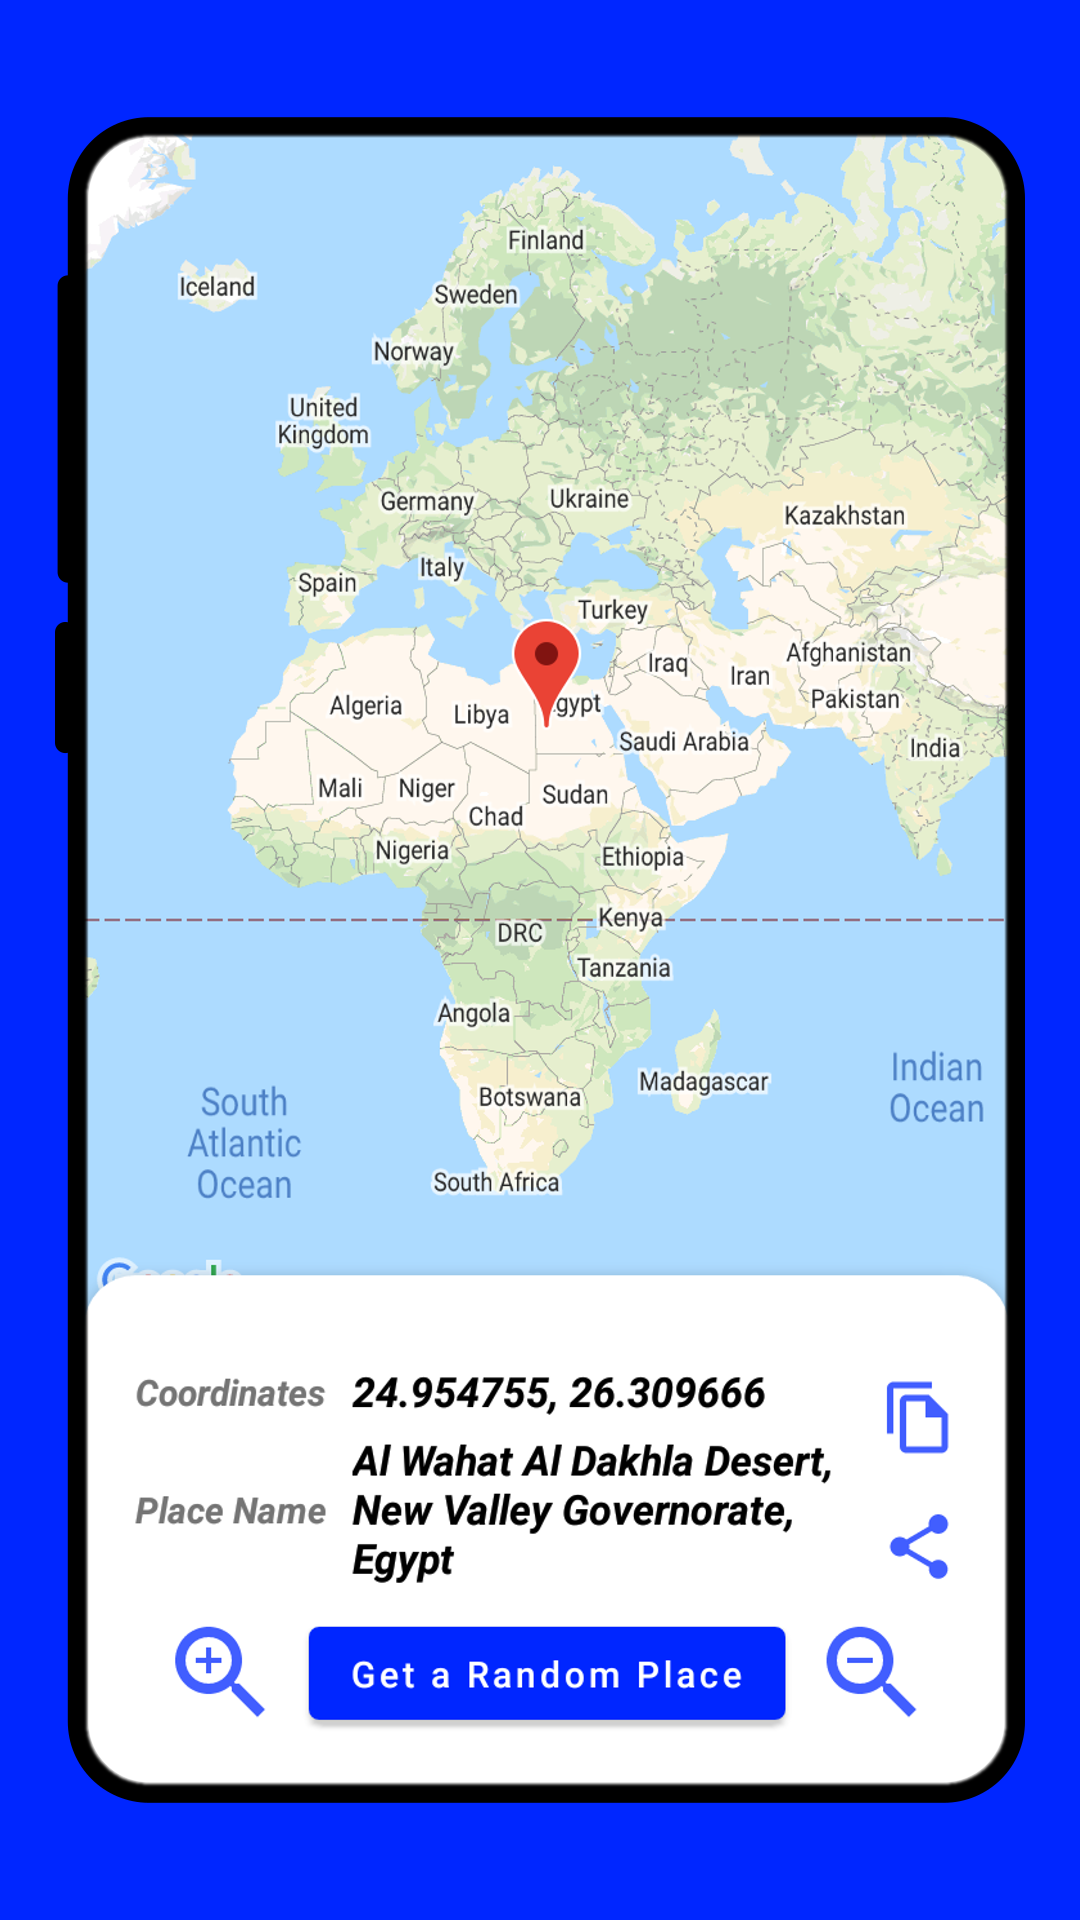 Finland
Iceland
Sweden
Norway
United
Kingdom
Germany
Ukraine
Kazakhstan
Italy
Spain
Turkey
Afghanistan
Iraq
Iran
Pakistan
Algeria
Libya
gypt
Saudi Arabia
India
Mali
Niger
Sudan
Chad
Nigeria
Ethiopia
Kenya
DRC
Tanzania
Angola
Indian
Ocean
Madagascar
Botswana
South
Atlantic
Ocean
South Africa
Google
Coordinates 24.954755, 26.309666
Place Name Al Wahat Al Dakhla Desert,
New Valley Governorate,
Egypt
Get a Random Place